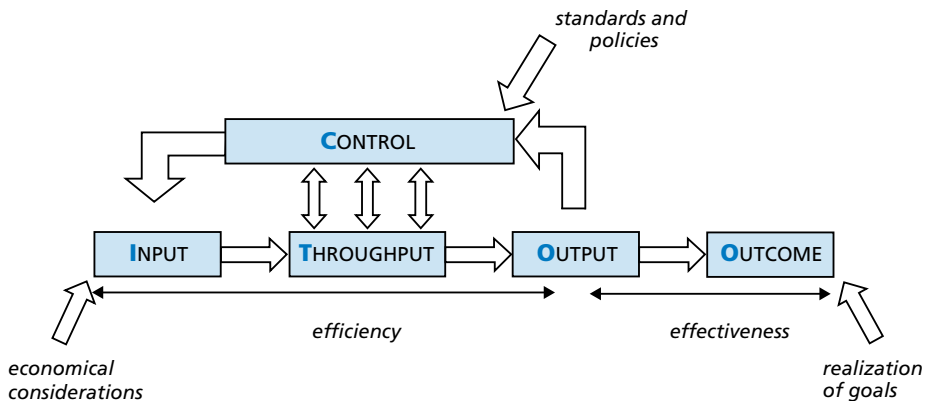 standards and
policies
CONTROL
INPUT
THROUGHPUT
OUTPUT
OUTCOME
efficiency
effectiveness
economical
considerations
realization
of goals